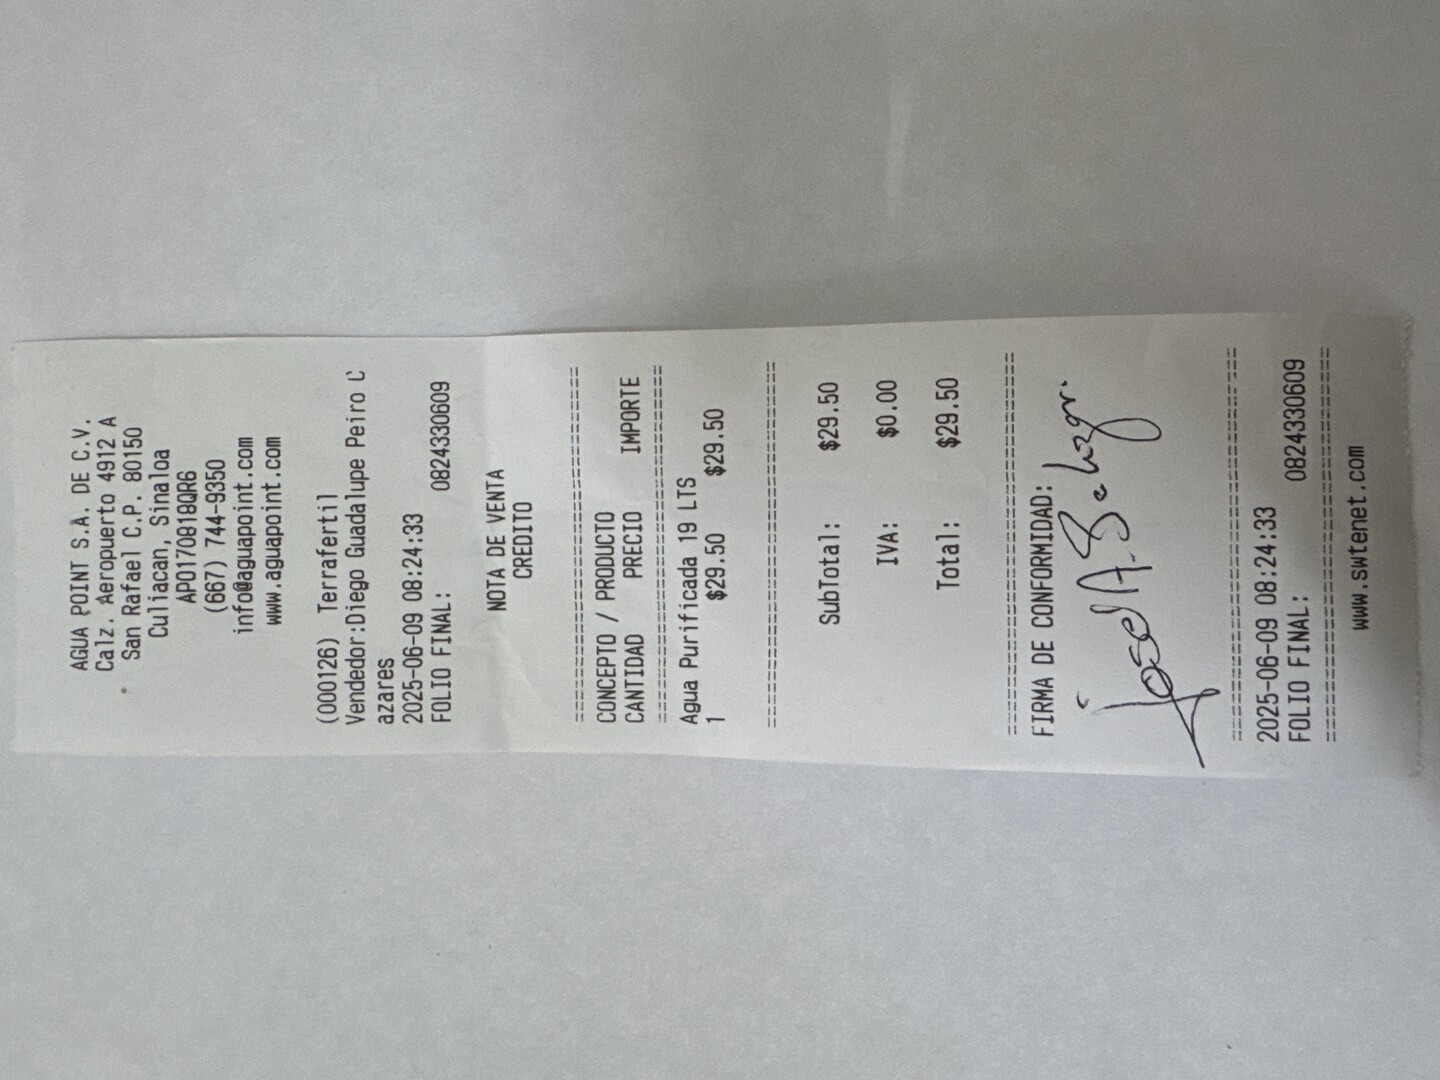 AGUA POINT S.A. DE C.V.
Calz. Aeropuerto 4912 A
San Rafael C.P. 80150
Culiacan, Sinaloa
APO170818QR6
(667) 744-9350
info@aguapoint.com
www.aguapoint.com
(000126) Terrafertil
Vendedor:Diego Guadalupe Peiro C
azares
2025-06-09 08:24:33
FOLIO FINAL: 0824330609
NOTA DE VENTA
CREDITO
================================
CONCEPTO / PRODUCTO
CANTIDAD PRECIO IMPORTE
================================
Agua Purificada 19 LTS
1 $29.50 $29.50
================================
SubTotal: $29.50
IVA: $0.00
Total: $29.50
================================
FIRMA DE CONFORMIDAD:
José A.
================================
2025-06-09 08:24:33
FOLIO FINAL: 0824330609
================================
www.swtenet.com